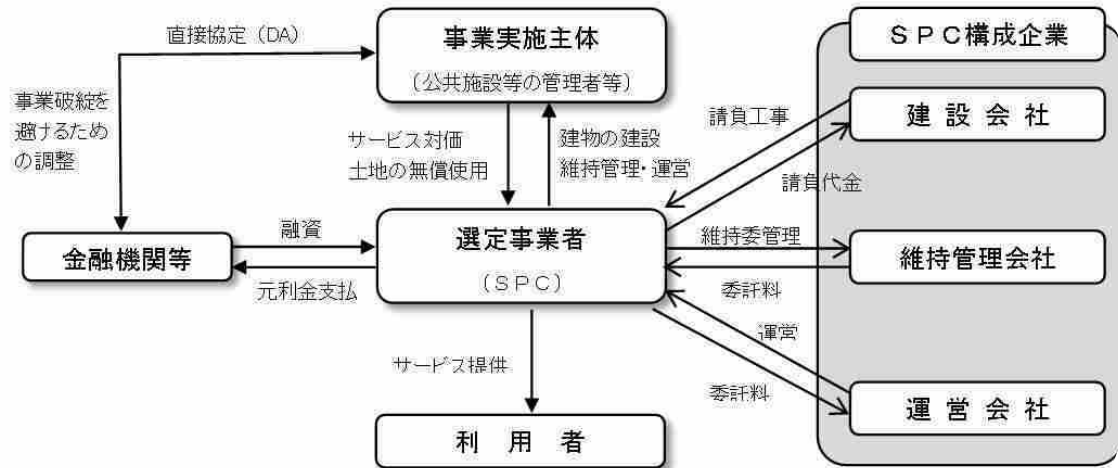 直接協定（DA）
事業実施主体
（公共施設等の管理者等）
SPC構成企業
建設会社
事業破綻を
避けるため
の調整
サービス対価
土地の無償使用
建物の建設
維持管理・運営
請負工事
請負代金
金融機関等
融資
元利金支払
選定事業者
（SPC）
維持委管理
委託料
維持管理会社
運営
委託料
運営会社
サービス提供
利用者